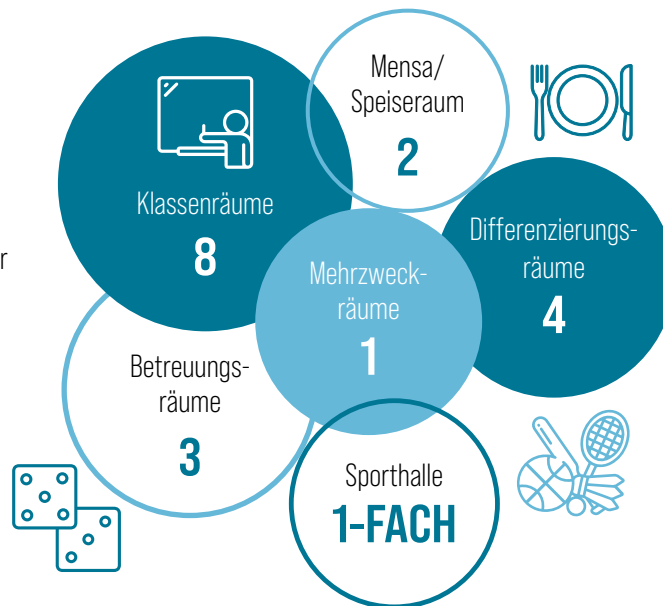 Mensa/
Speiseraum
2
Klassenräume
8
Differenzierungs-
räume
4
r
Mehrzweck-
räume
1
Betreuungs-
räume
3
Sporthalle
1-FACH